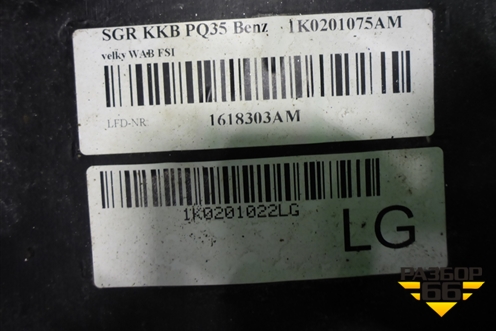 SGR KKB PQ35 Benz 1K0201075AM
velky WAB FSI
LFD-NR: 1618303AM
1K0201022LG
LG
РАЗБОР
66